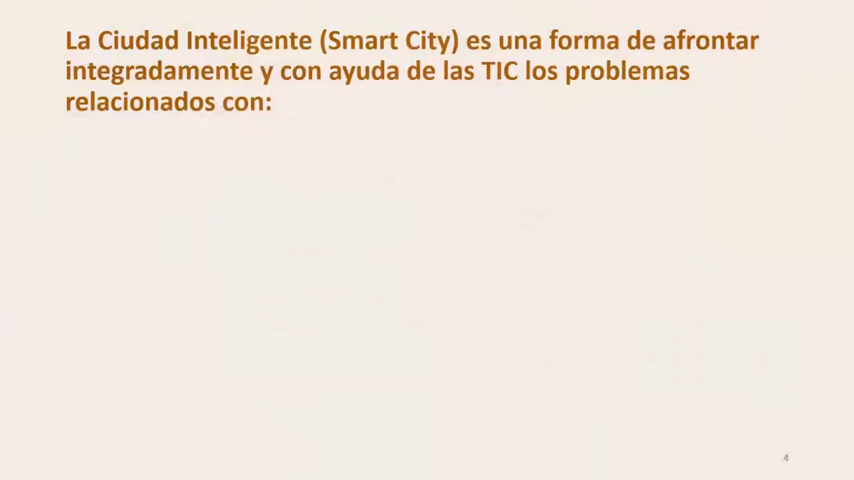 La Ciudad Inteligente (Smart City) es una forma de afrontar
integradamente y con ayuda de las TIC los problemas
relacionados con:
4